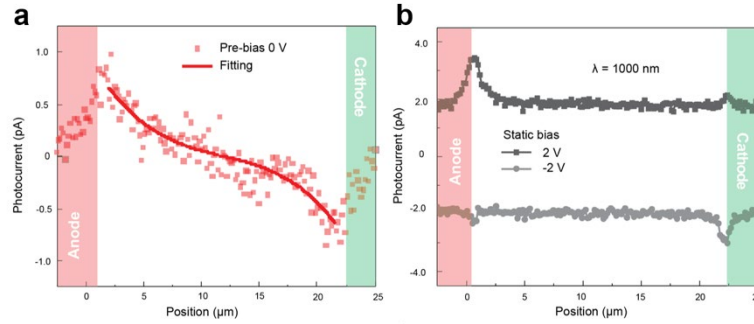 a
Photocurrent (pA)
1.0
0.5
0
-0.5
-1.0
Anode
Pre-bias 0 V
Fitting
Cathode
0
5
10
15
20
25
Position (μm)
b
Photocurrent (pA)
4.0
2.0
0
-2.0
-4.0
Anode
λ = 1000 nm
Static bias
2 V
-2 V
Cathode
0
5
10
15
20
Position (μm)